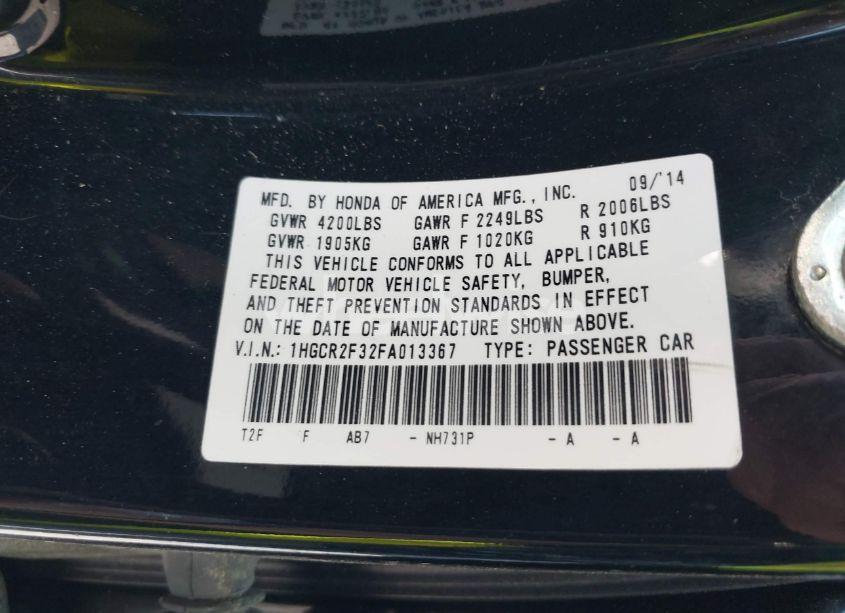 MFD. BY HONDA OF AMERICA MFG., INC. 09/'14
GVWR 4200LBS GAWR F 2249LBS R 2006LBS
GVWR 1905KG GAWR F 1020KG R 910KG
THIS VEHICLE CONFORMS TO ALL APPLICABLE
FEDERAL MOTOR VEHICLE SAFETY, BUMPER,
AND THEFT PREVENTION STANDARDS IN EFFECT
ON THE DATE OF MANUFACTURE SHOWN ABOVE.
V.I.N.: 1HGCR2F32FA013367 TYPE: PASSENGER CAR
T2F F AB7 - NH731P - A - A